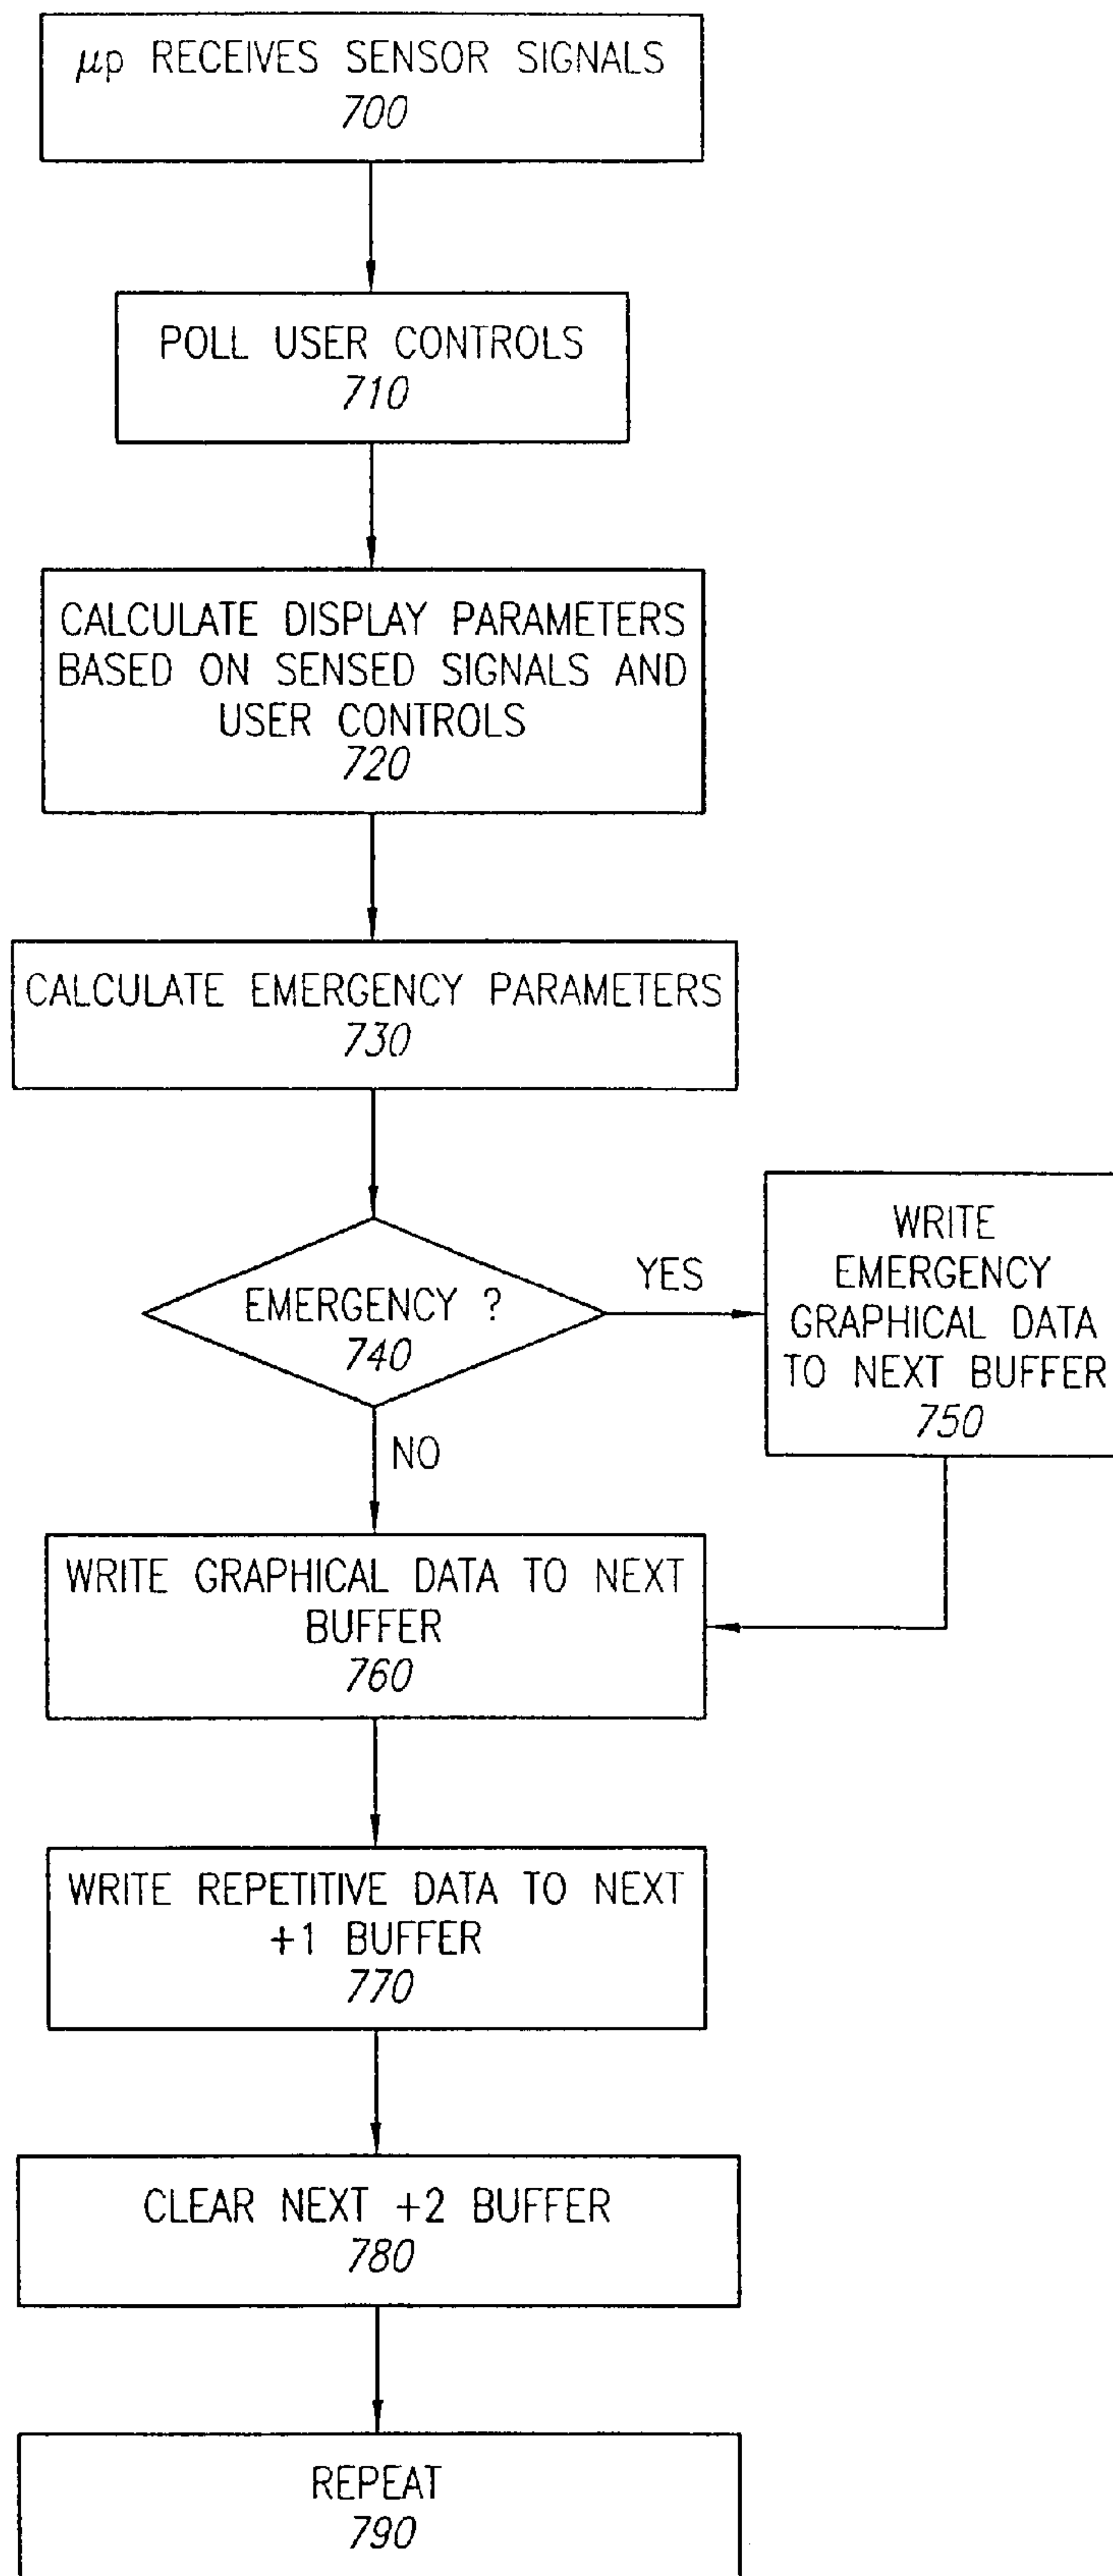 μp RECEIVES SENSOR SIGNALS
700
POLL USER CONTROLS
710
CALCULATE DISPLAY PARAMETERS
BASED ON SENSED SIGNALS AND
USER CONTROLS
720
CALCULATE EMERGENCY PARAMETERS
730
EMERGENCY ?
740
YES
WRITE
EMERGENCY
GRAPHICAL DATA
TO NEXT BUFFER
750
NO
WRITE GRAPHICAL DATA TO NEXT
BUFFER
760
WRITE REPETITIVE DATA TO NEXT
+1 BUFFER
770
CLEAR NEXT +2 BUFFER
780
REPEAT
790